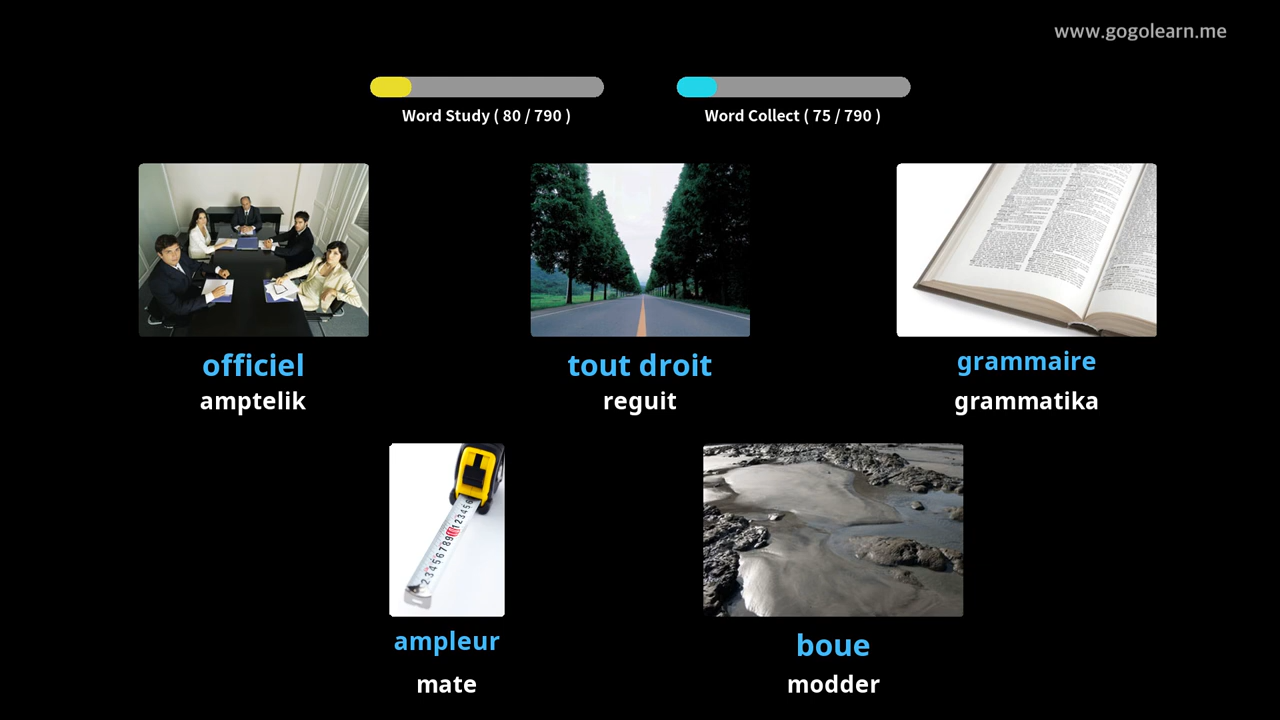 www.gogolearn.me
Word Study ( 80 / 790 )
Word Collect ( 75 / 790 )
officiel
amptelik
tout droit
reguit
grammaire
grammatika
ampleur
mate
boue
modder